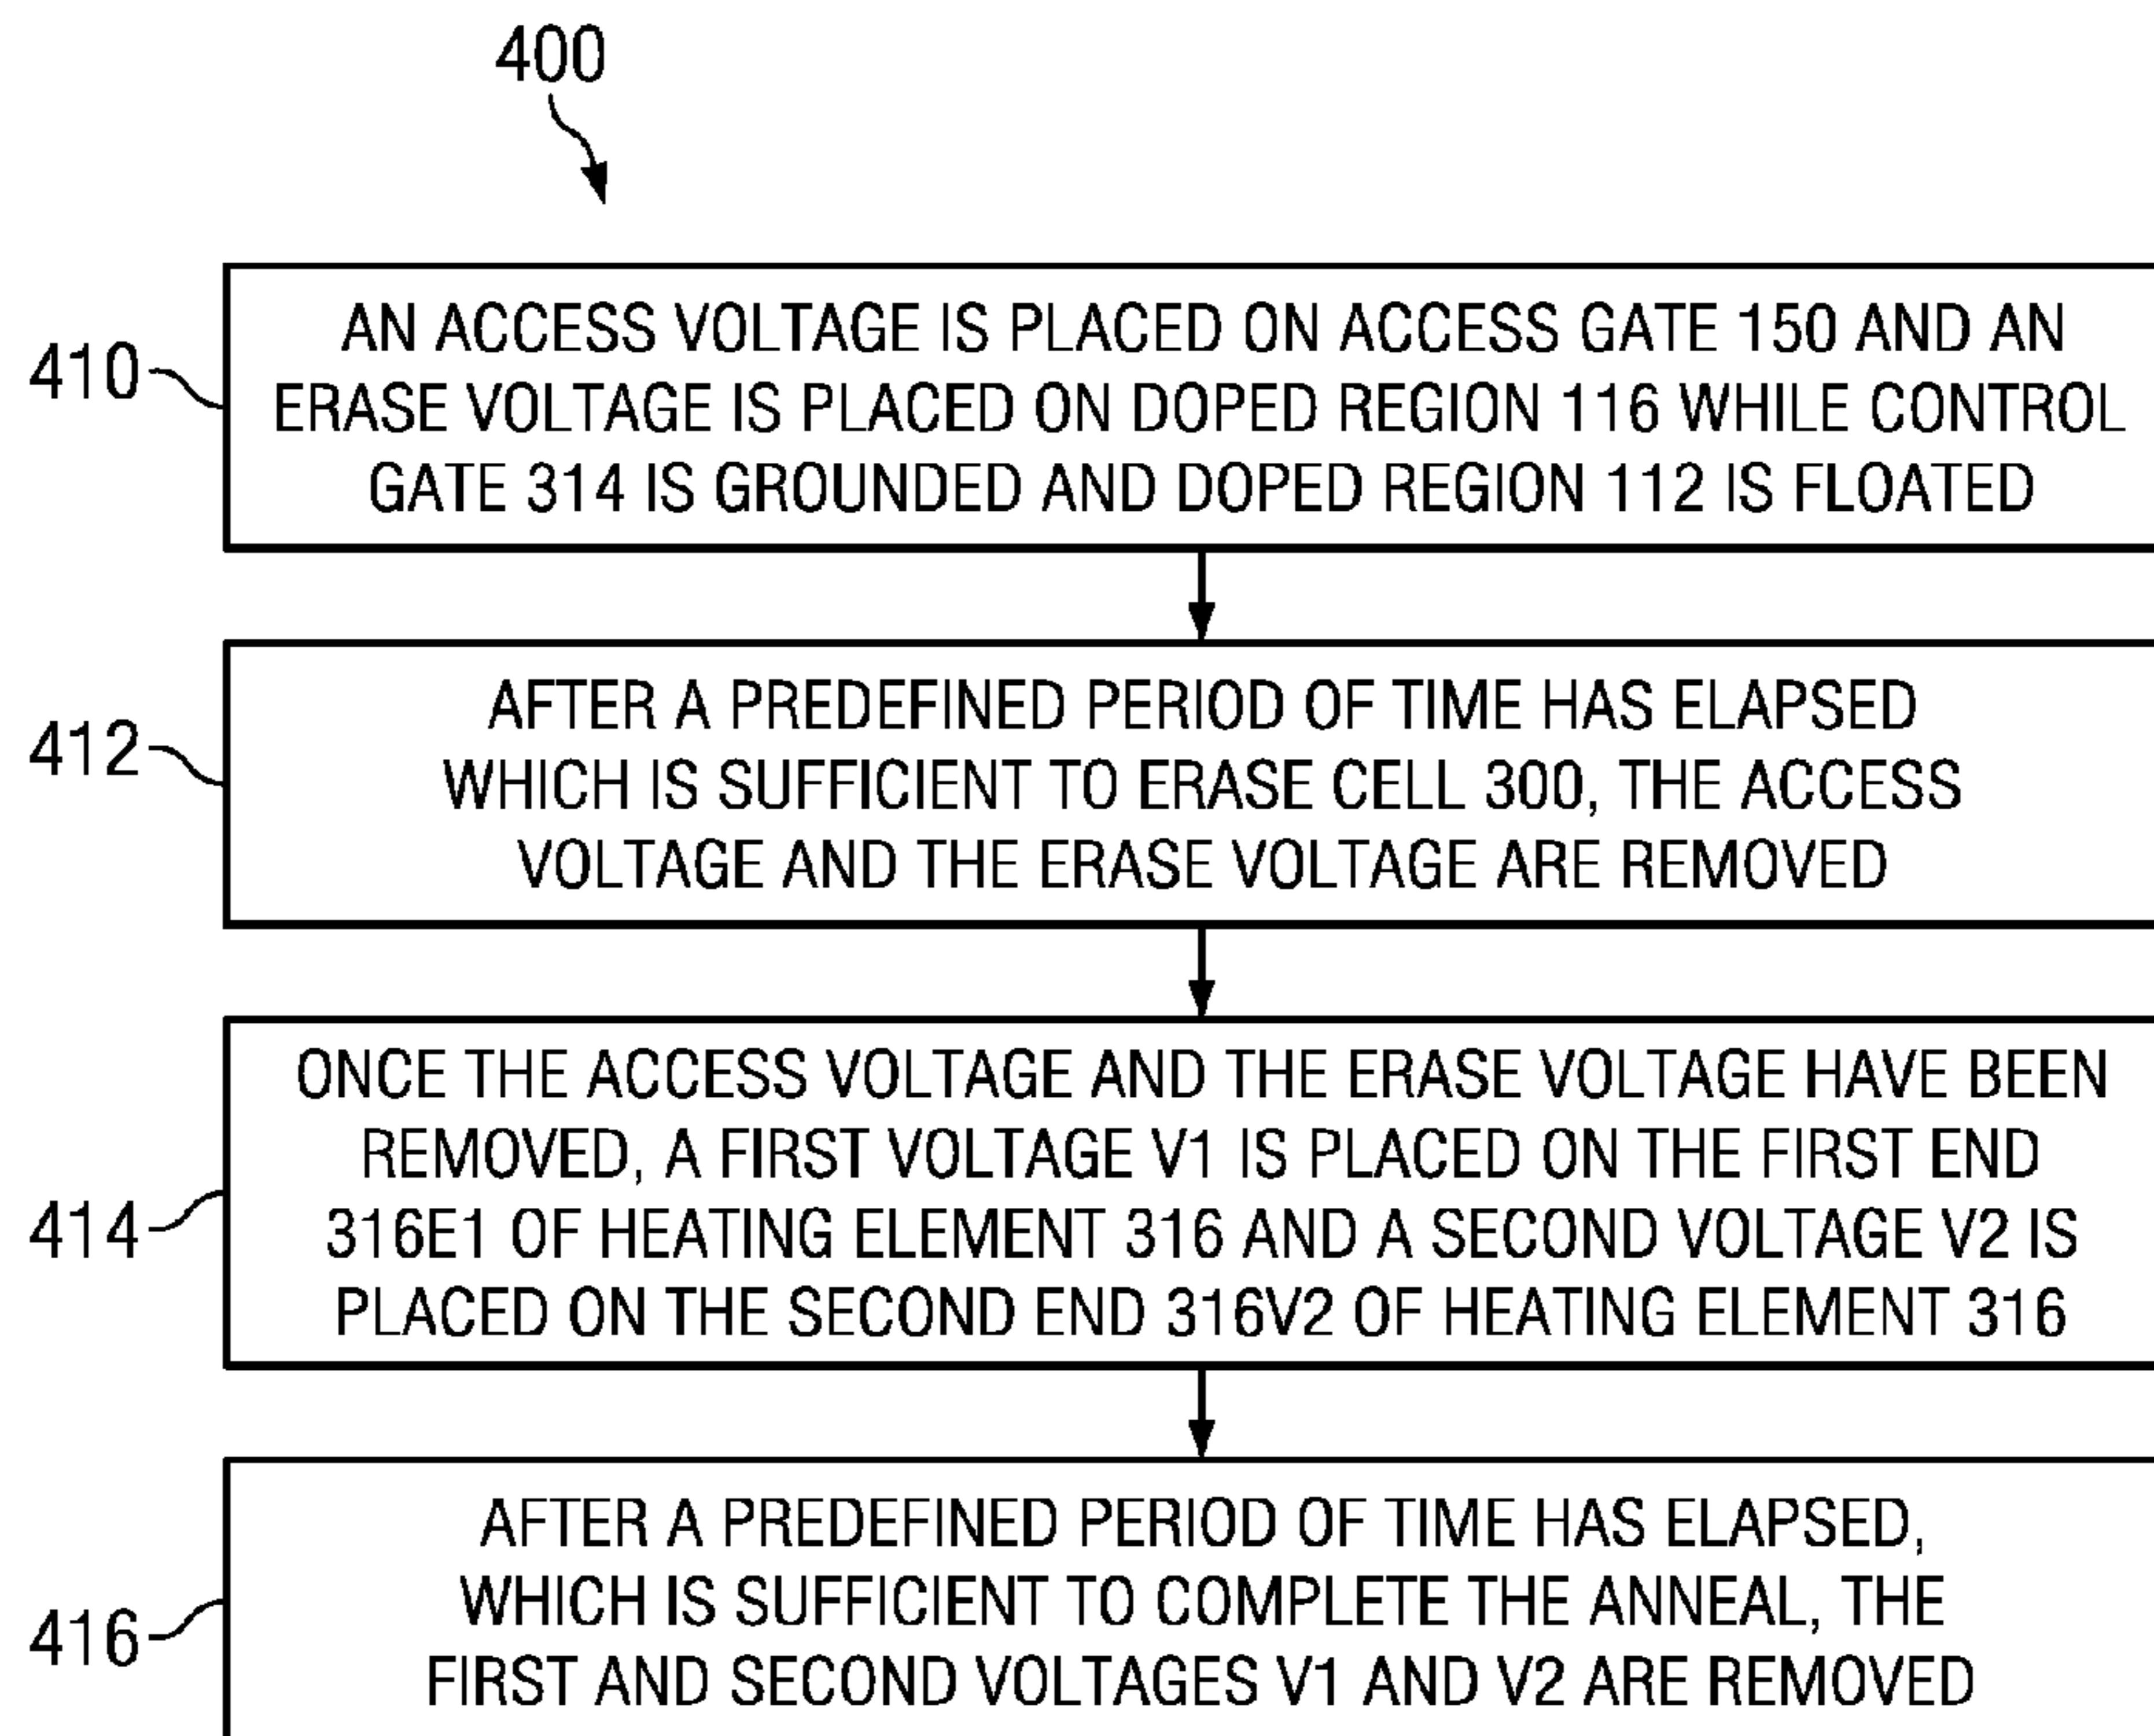 400
410
AN ACCESS VOLTAGE IS PLACED ON ACCESS GATE 150 AND AN
ERASE VOLTAGE IS PLACED ON DOPED REGION 116 WHILE CONTROL
GATE 314 IS GROUNDED AND DOPED REGION 112 IS FLOATED
412
AFTER A PREDEFINED PERIOD OF TIME HAS ELAPSED
WHICH IS SUFFICIENT TO ERASE CELL 300, THE ACCESS
VOLTAGE AND THE ERASE VOLTAGE ARE REMOVED
414
ONCE THE ACCESS VOLTAGE AND THE ERASE VOLTAGE HAVE BEEN
REMOVED, A FIRST VOLTAGE V1 IS PLACED ON THE FIRST END
316E1 OF HEATING ELEMENT 316 AND A SECOND VOLTAGE V2 IS
PLACED ON THE SECOND END 316V2 OF HEATING ELEMENT 316
416
AFTER A PREDEFINED PERIOD OF TIME HAS ELAPSED,
WHICH IS SUFFICIENT TO COMPLETE THE ANNEAL, THE
FIRST AND SECOND VOLTAGES V1 AND V2 ARE REMOVED